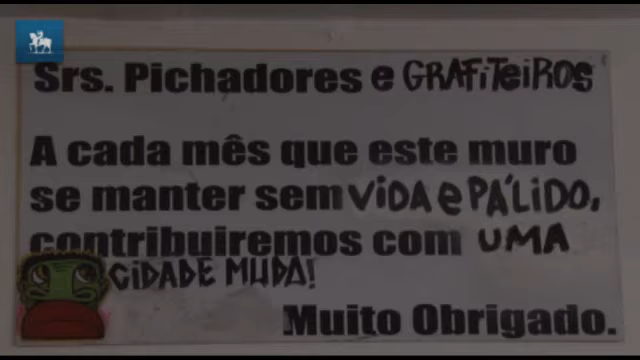 Srs. Pichadores e GRAFiTEiROS
A cada mês que este muro
se manter sem ViDA e PÁLiDO,
contribuiremos com UMA
CiDADE MUDA!
Muito Obrigado.